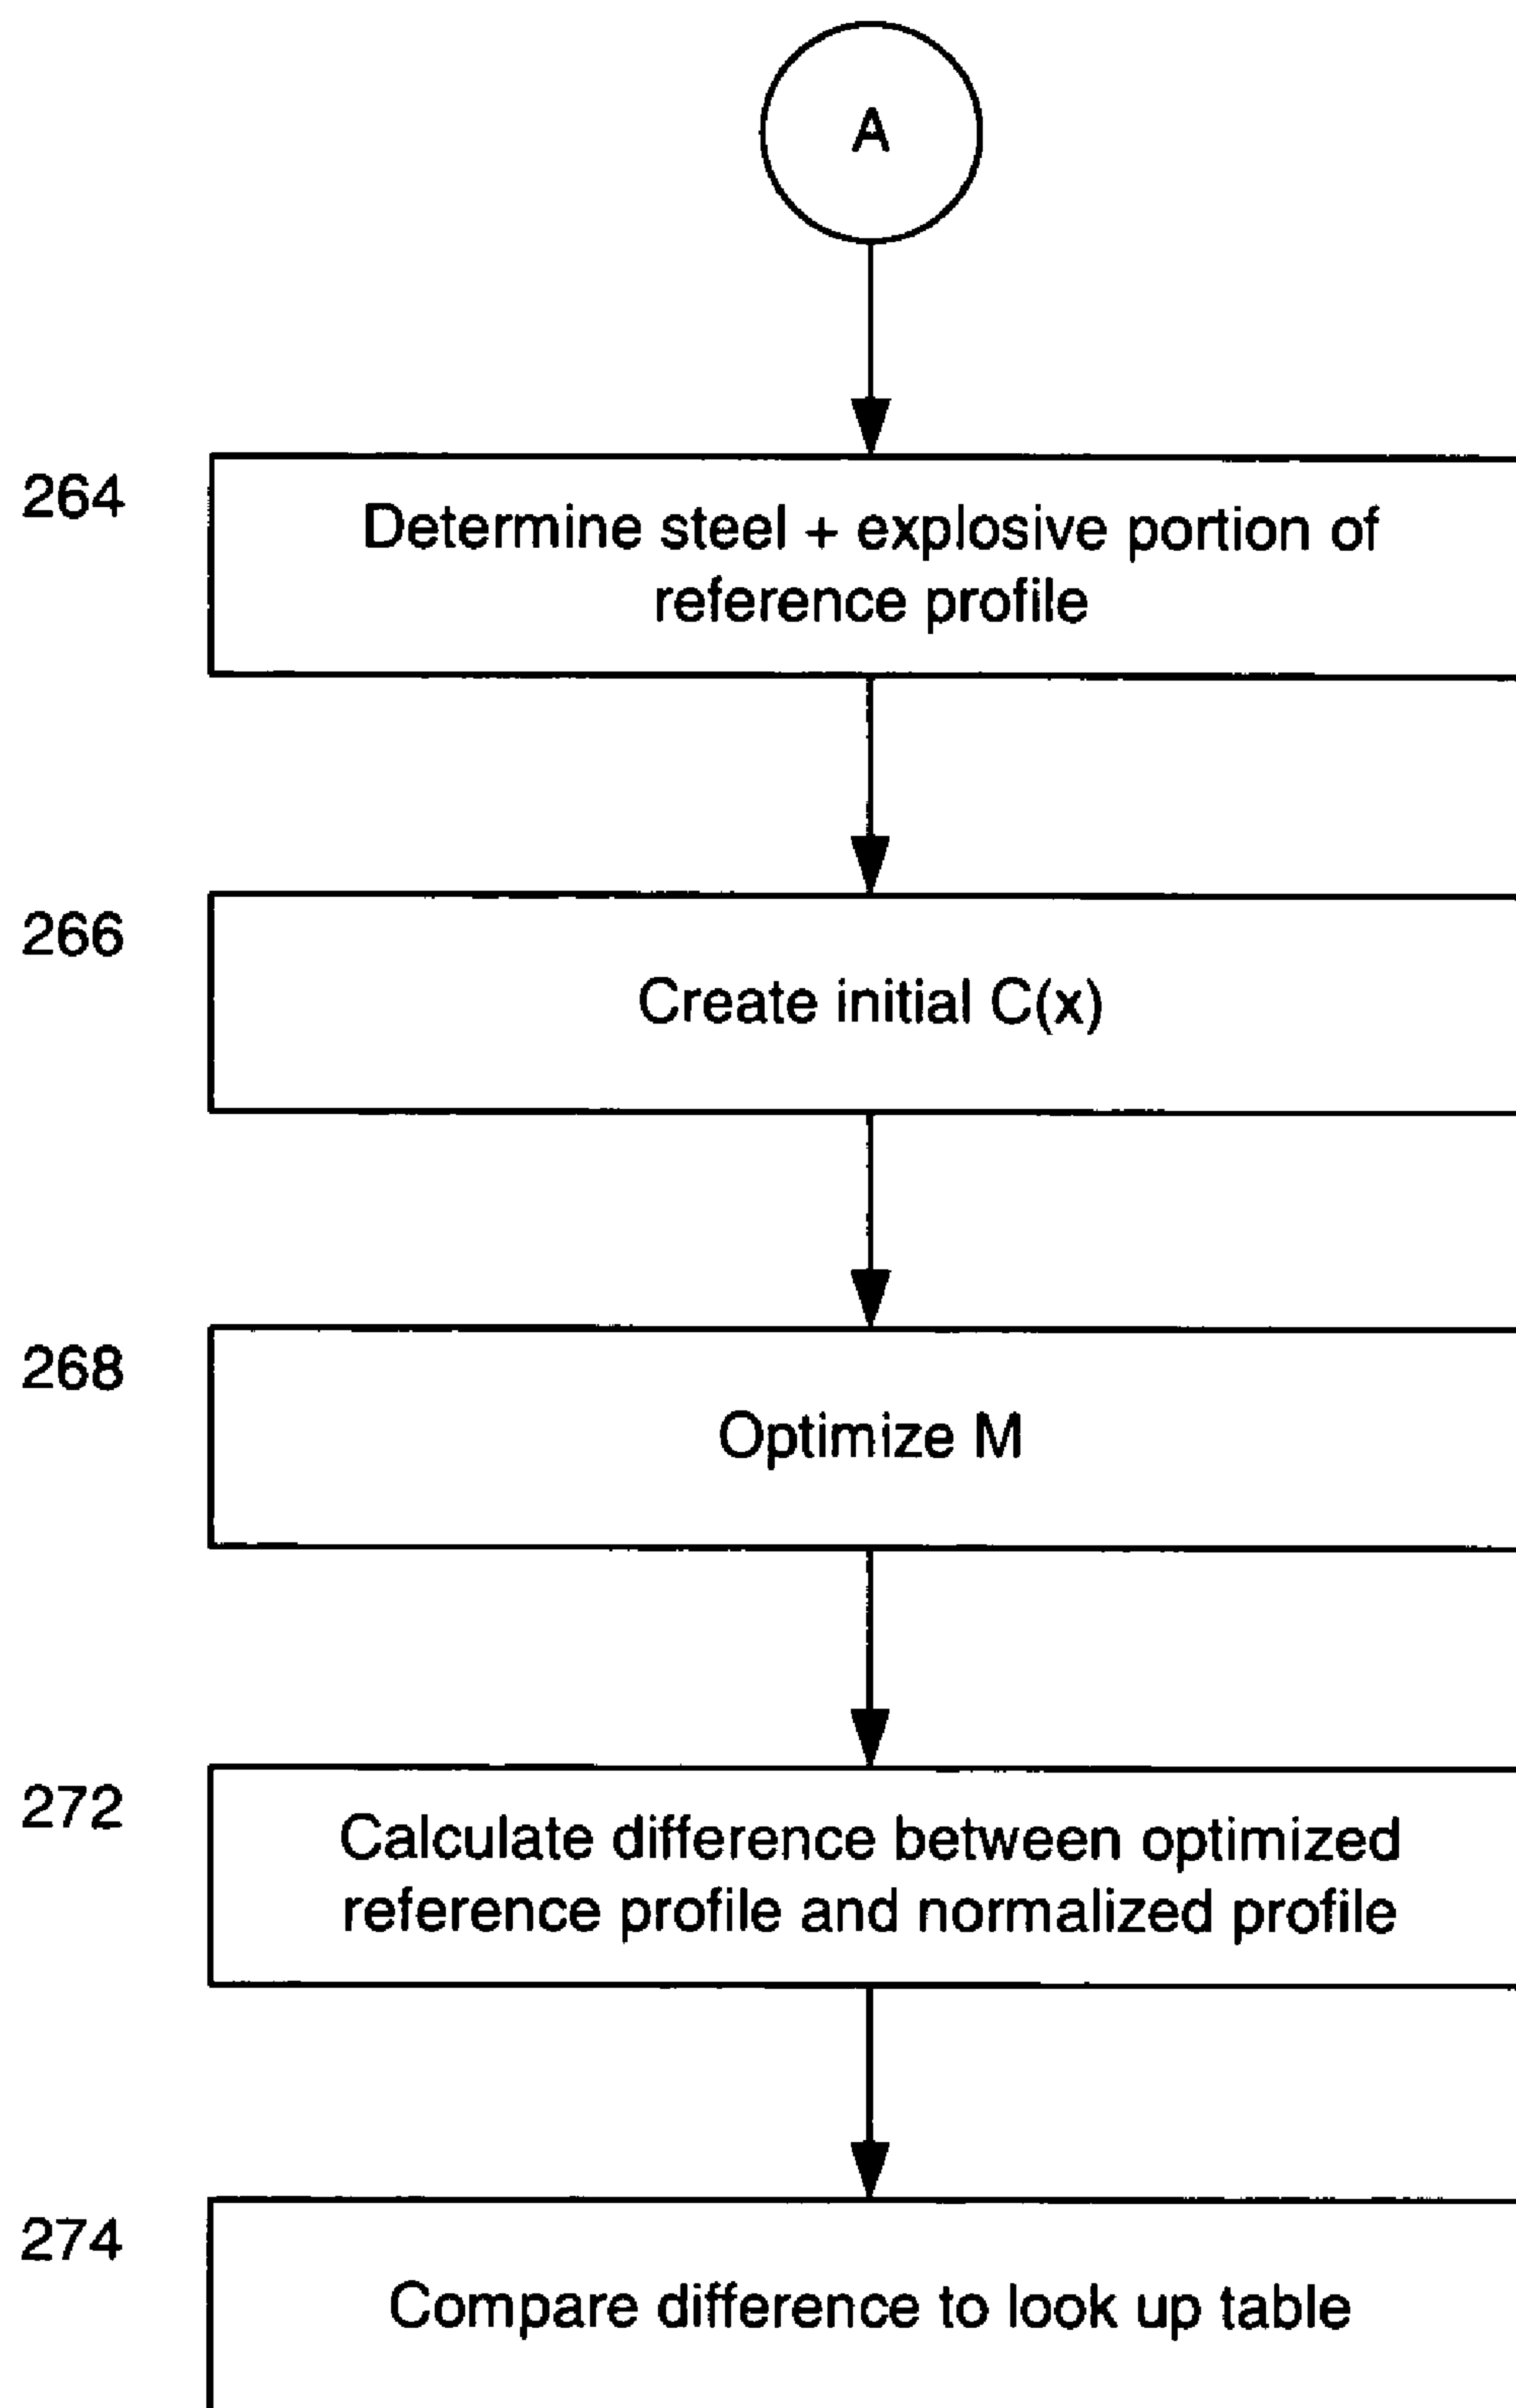 A
264
Determine steel + explosive portion of
reference profile
266
Create initial C(x)
268
Optimize M
272
Calculate difference between optimized
reference profile and normalized profile
274
Compare difference to look up table